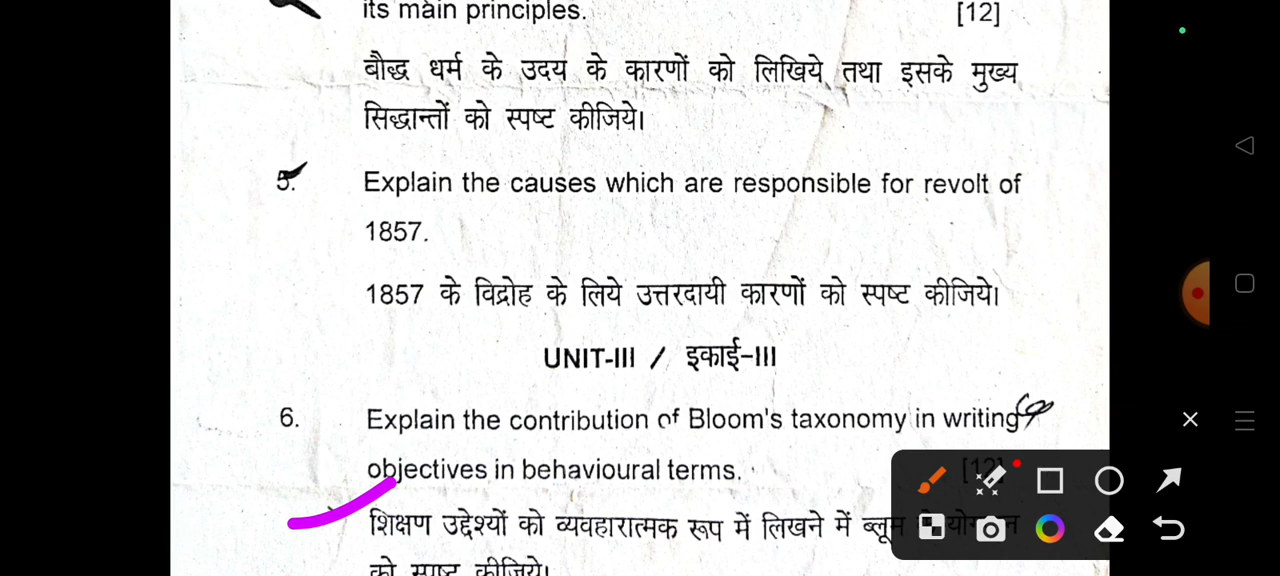 its main principles. [12]
बौद्ध धर्म के उदय के कारणों को लिखिये तथा इसके मुख्य
सिद्धान्तों को स्पष्ट कीजिये।
5. Explain the causes which are responsible for revolt of
1857.
1857 के विद्रोह के लिये उत्तरदायी कारणों को स्पष्ट कीजिये।
UNIT-III / इकाई-III
6. Explain the contribution of Bloom's taxonomy in writing
objectives in behavioural terms. [12]
शिक्षण उद्देश्यों को व्यवहारात्मक रूप में लिखने में ब्लूम
को स्पष्ट कीजिये।